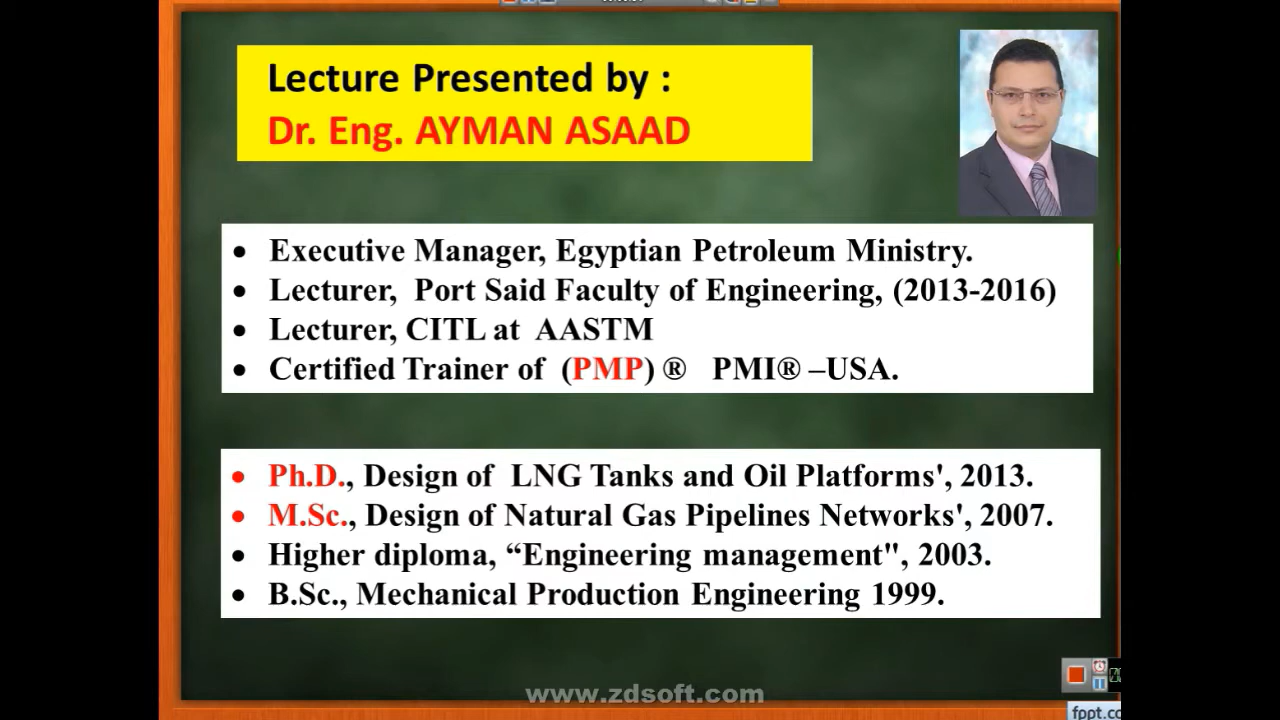 Lecture Presented by :
Dr. Eng. AYMAN ASAAD
• Executive Manager, Egyptian Petroleum Ministry.
• Lecturer, Port Said Faculty of Engineering, (2013-2016)
• Lecturer, CITL at AASTM
• Certified Trainer of (PMP) ® PMI® –USA.
• Ph.D., Design of LNG Tanks and Oil Platforms', 2013.
• M.Sc., Design of Natural Gas Pipelines Networks', 2007.
• Higher diploma, “Engineering management", 2003.
• B.Sc., Mechanical Production Engineering 1999.
www.zdsoft.com
fppt.co